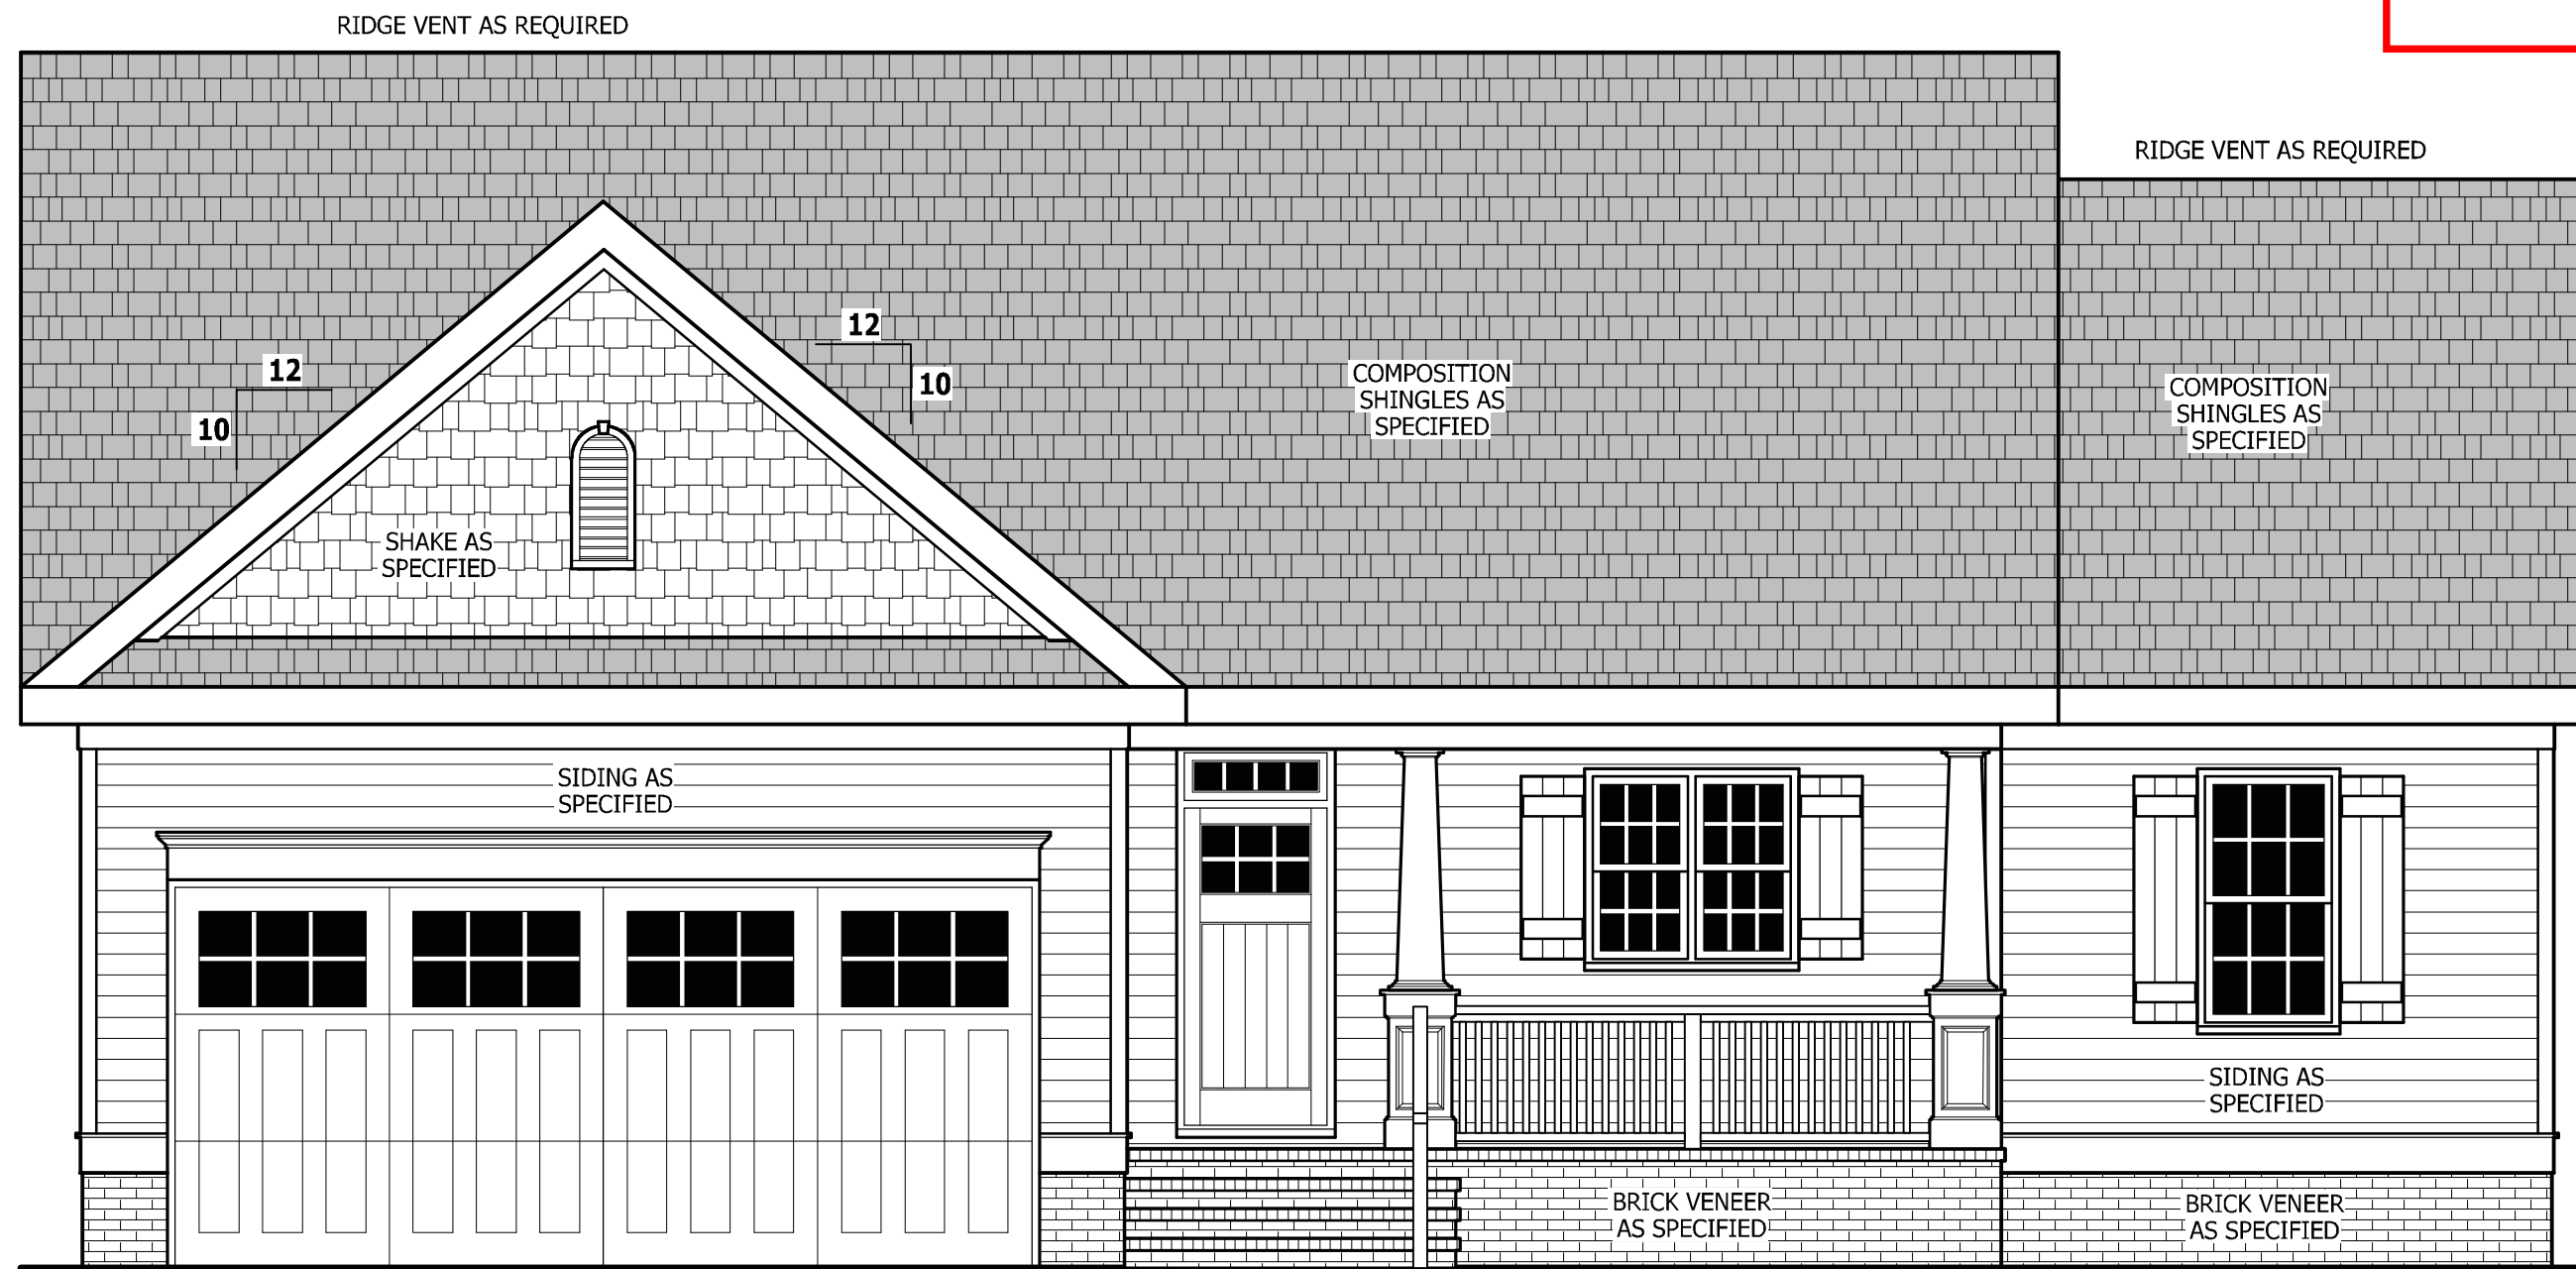 RIDGE VENT AS REQUIRED
RIDGE VENT AS REQUIRED
12
10
12
10
COMPOSITION
SHINGLES AS
SPECIFIED
COMPOSITION
SHINGLES AS
SPECIFIED
SHAKE AS
SPECIFIED
SIDING AS
SPECIFIED
SIDING AS
SPECIFIED
BRICK VENEER
AS SPECIFIED
BRICK VENEER
AS SPECIFIED